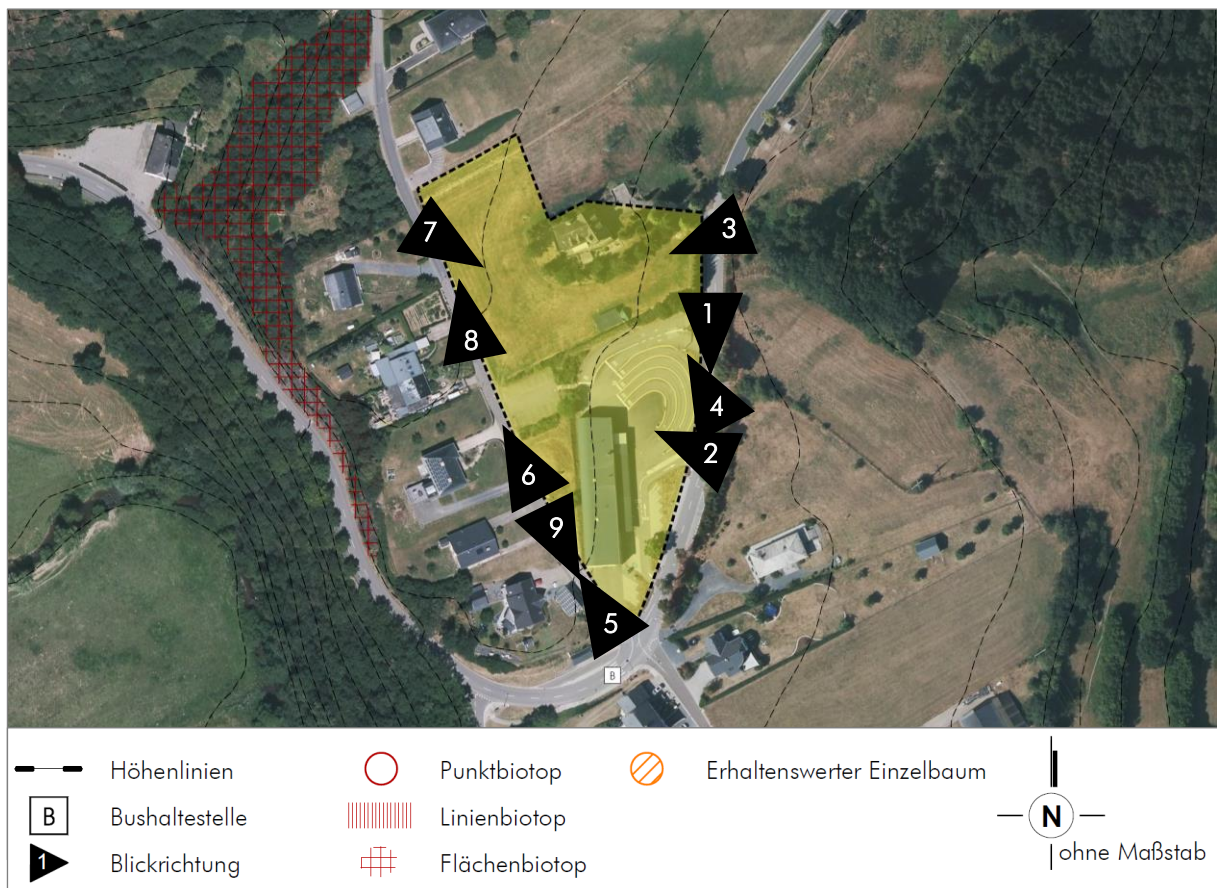 7
3
1
8
4
2
6
9
5
B
Höhenlinien
Punktbiotop
Erhaltenswerter Einzelbaum
B
Bushaltestelle
Linienbiotop
N
1
Blickrichtung
Flächenbiotop
ohne Maßstab